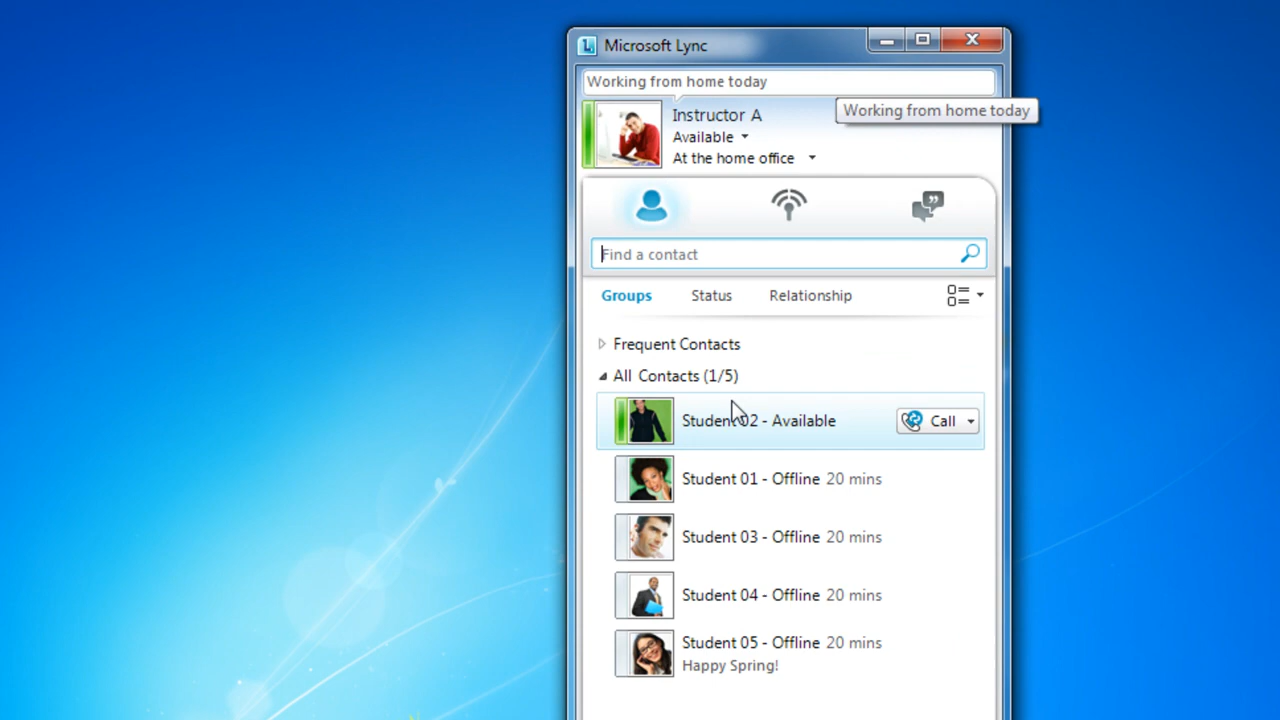 Microsoft Lync
Working from home today
Working from home today
Instructor A
Available
At the home office
Find a contact
Groups Status Relationship
Frequent Contacts
All Contacts (1/5)
Student 02 - Available Call
Student 01 - Offline 20 mins
Student 03 - Offline 20 mins
Student 04 - Offline 20 mins
Student 05 - Offline 20 mins
Happy Spring!